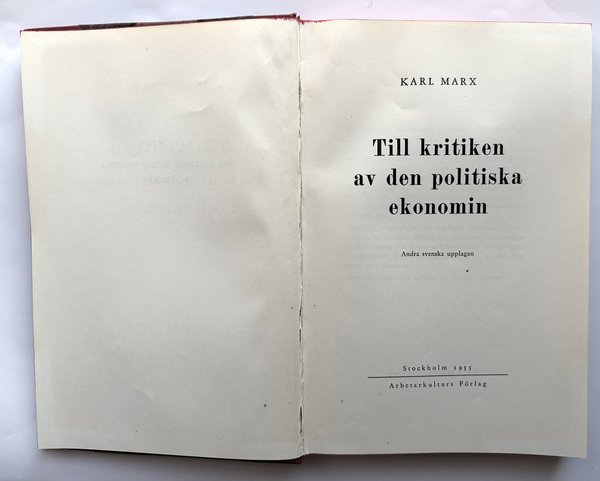 KARL MARX
Till kritiken
av den politiska
ekonomin
Andra svenska upplagan
Stockholm 1955
Arbetarkulturs Förlag